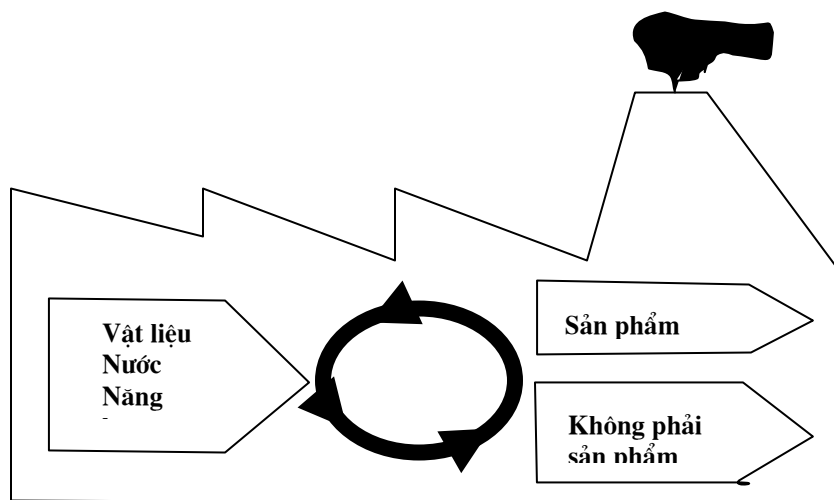 Vật liệu
Nước
Năng
Sản phẩm
Không phải
sản phẩm